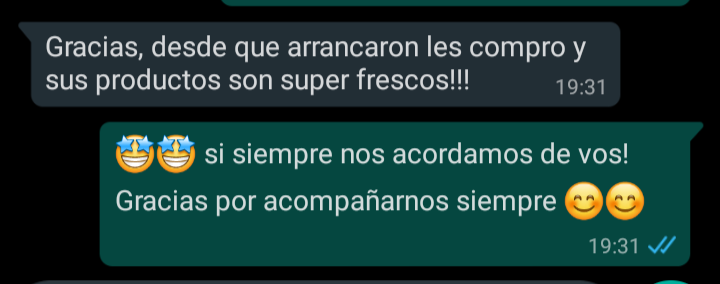 Gracias, desde que arrancaron les compro y
sus productos son super frescos!!!
19:31
🤩🤩 si siempre nos acordamos de vos!
Gracias por acompañarnos siempre 😊😊
19:31